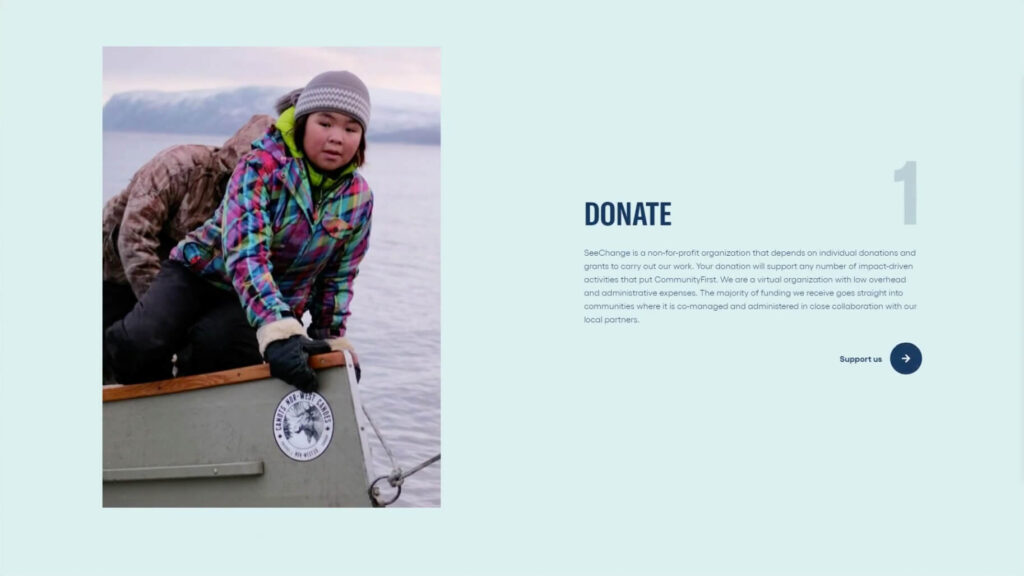 1
DONATE
SeeChange is a non-for-profit organization that depends on individual donations and
grants to carry out our work. Your donation will support any number of impact-driven
activities that put CommunityFirst. We are a virtual organization with low overhead
and administrative expenses. The majority of funding we receive goes straight into
communities where it is co-managed and administered in close collaboration with our
local partners.
Support us
CANOTS NOR-WEST CANOES